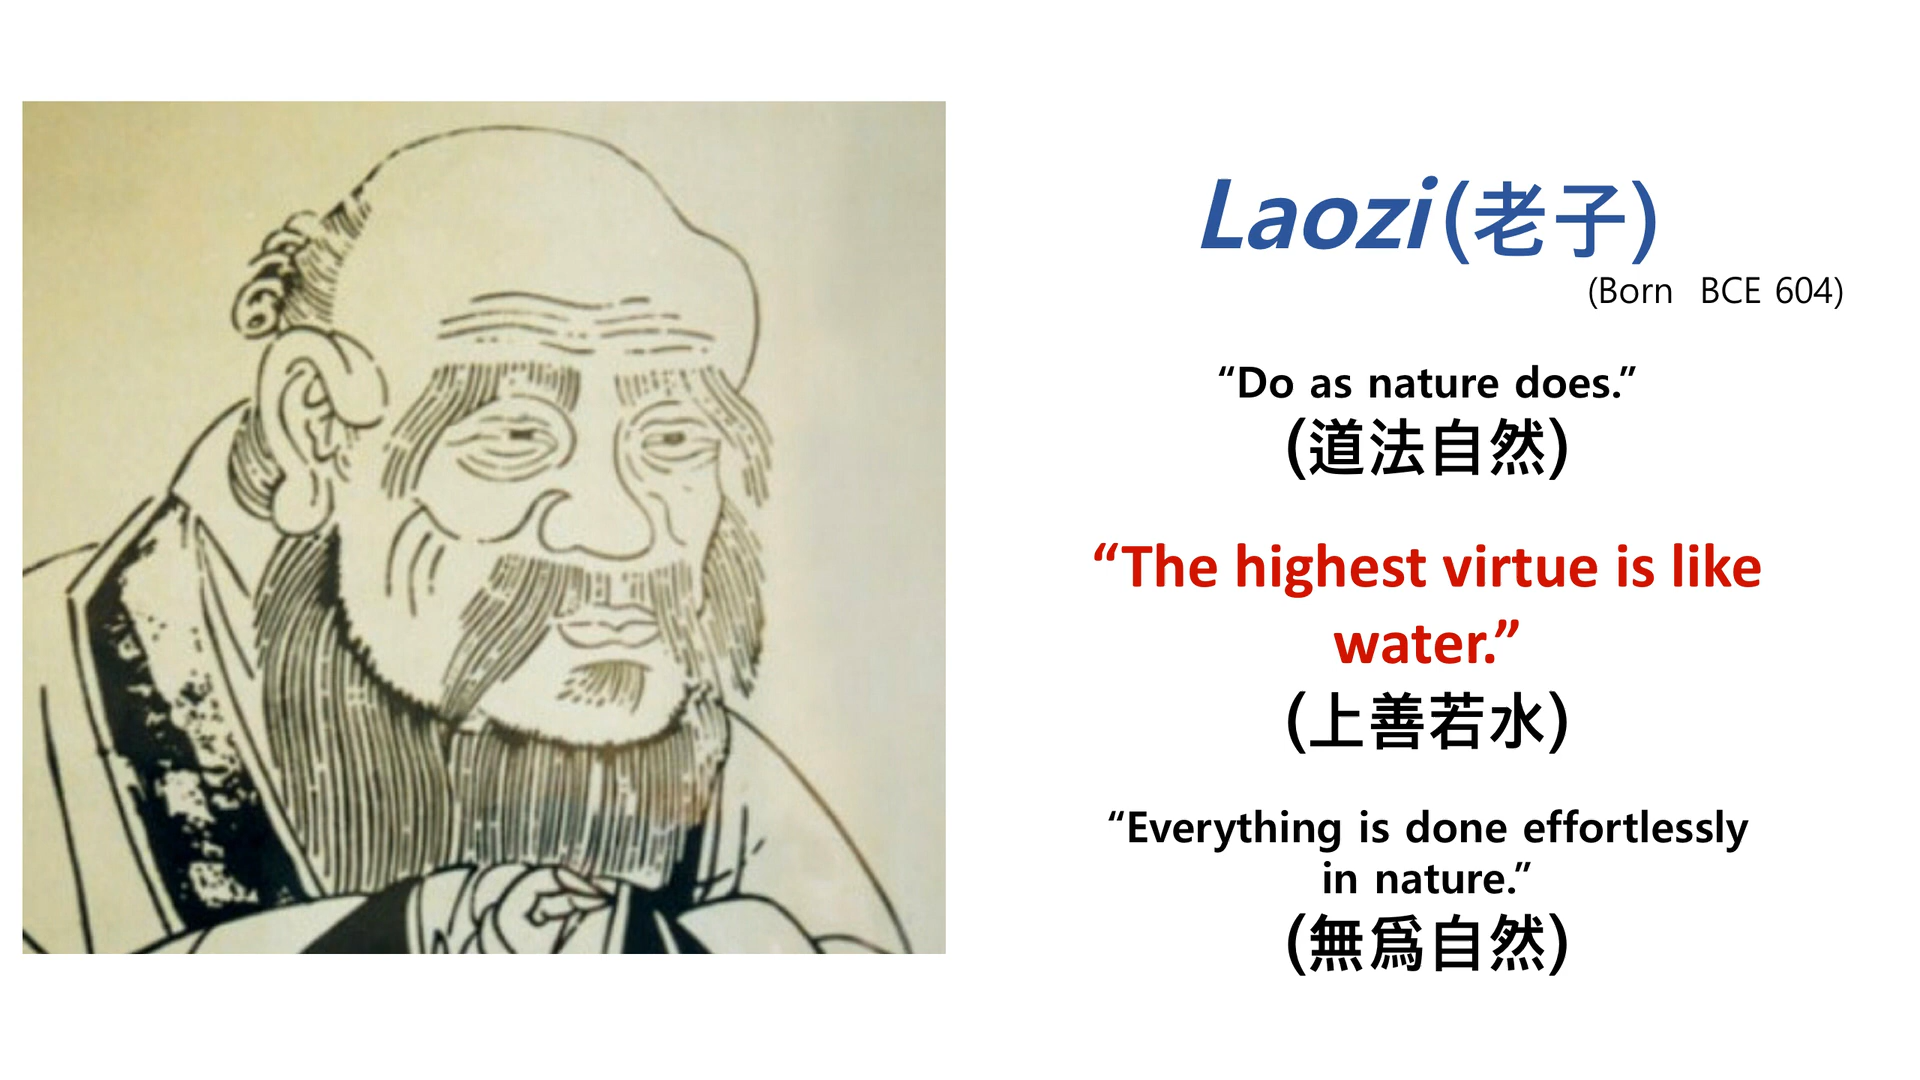 Laozi(老子)
(Born BCE 604)
“Do as nature does.”
(道法自然)
“The highest virtue is like
water.”
(上善若水)
“Everything is done effortlessly
in nature.”
(無爲自然)